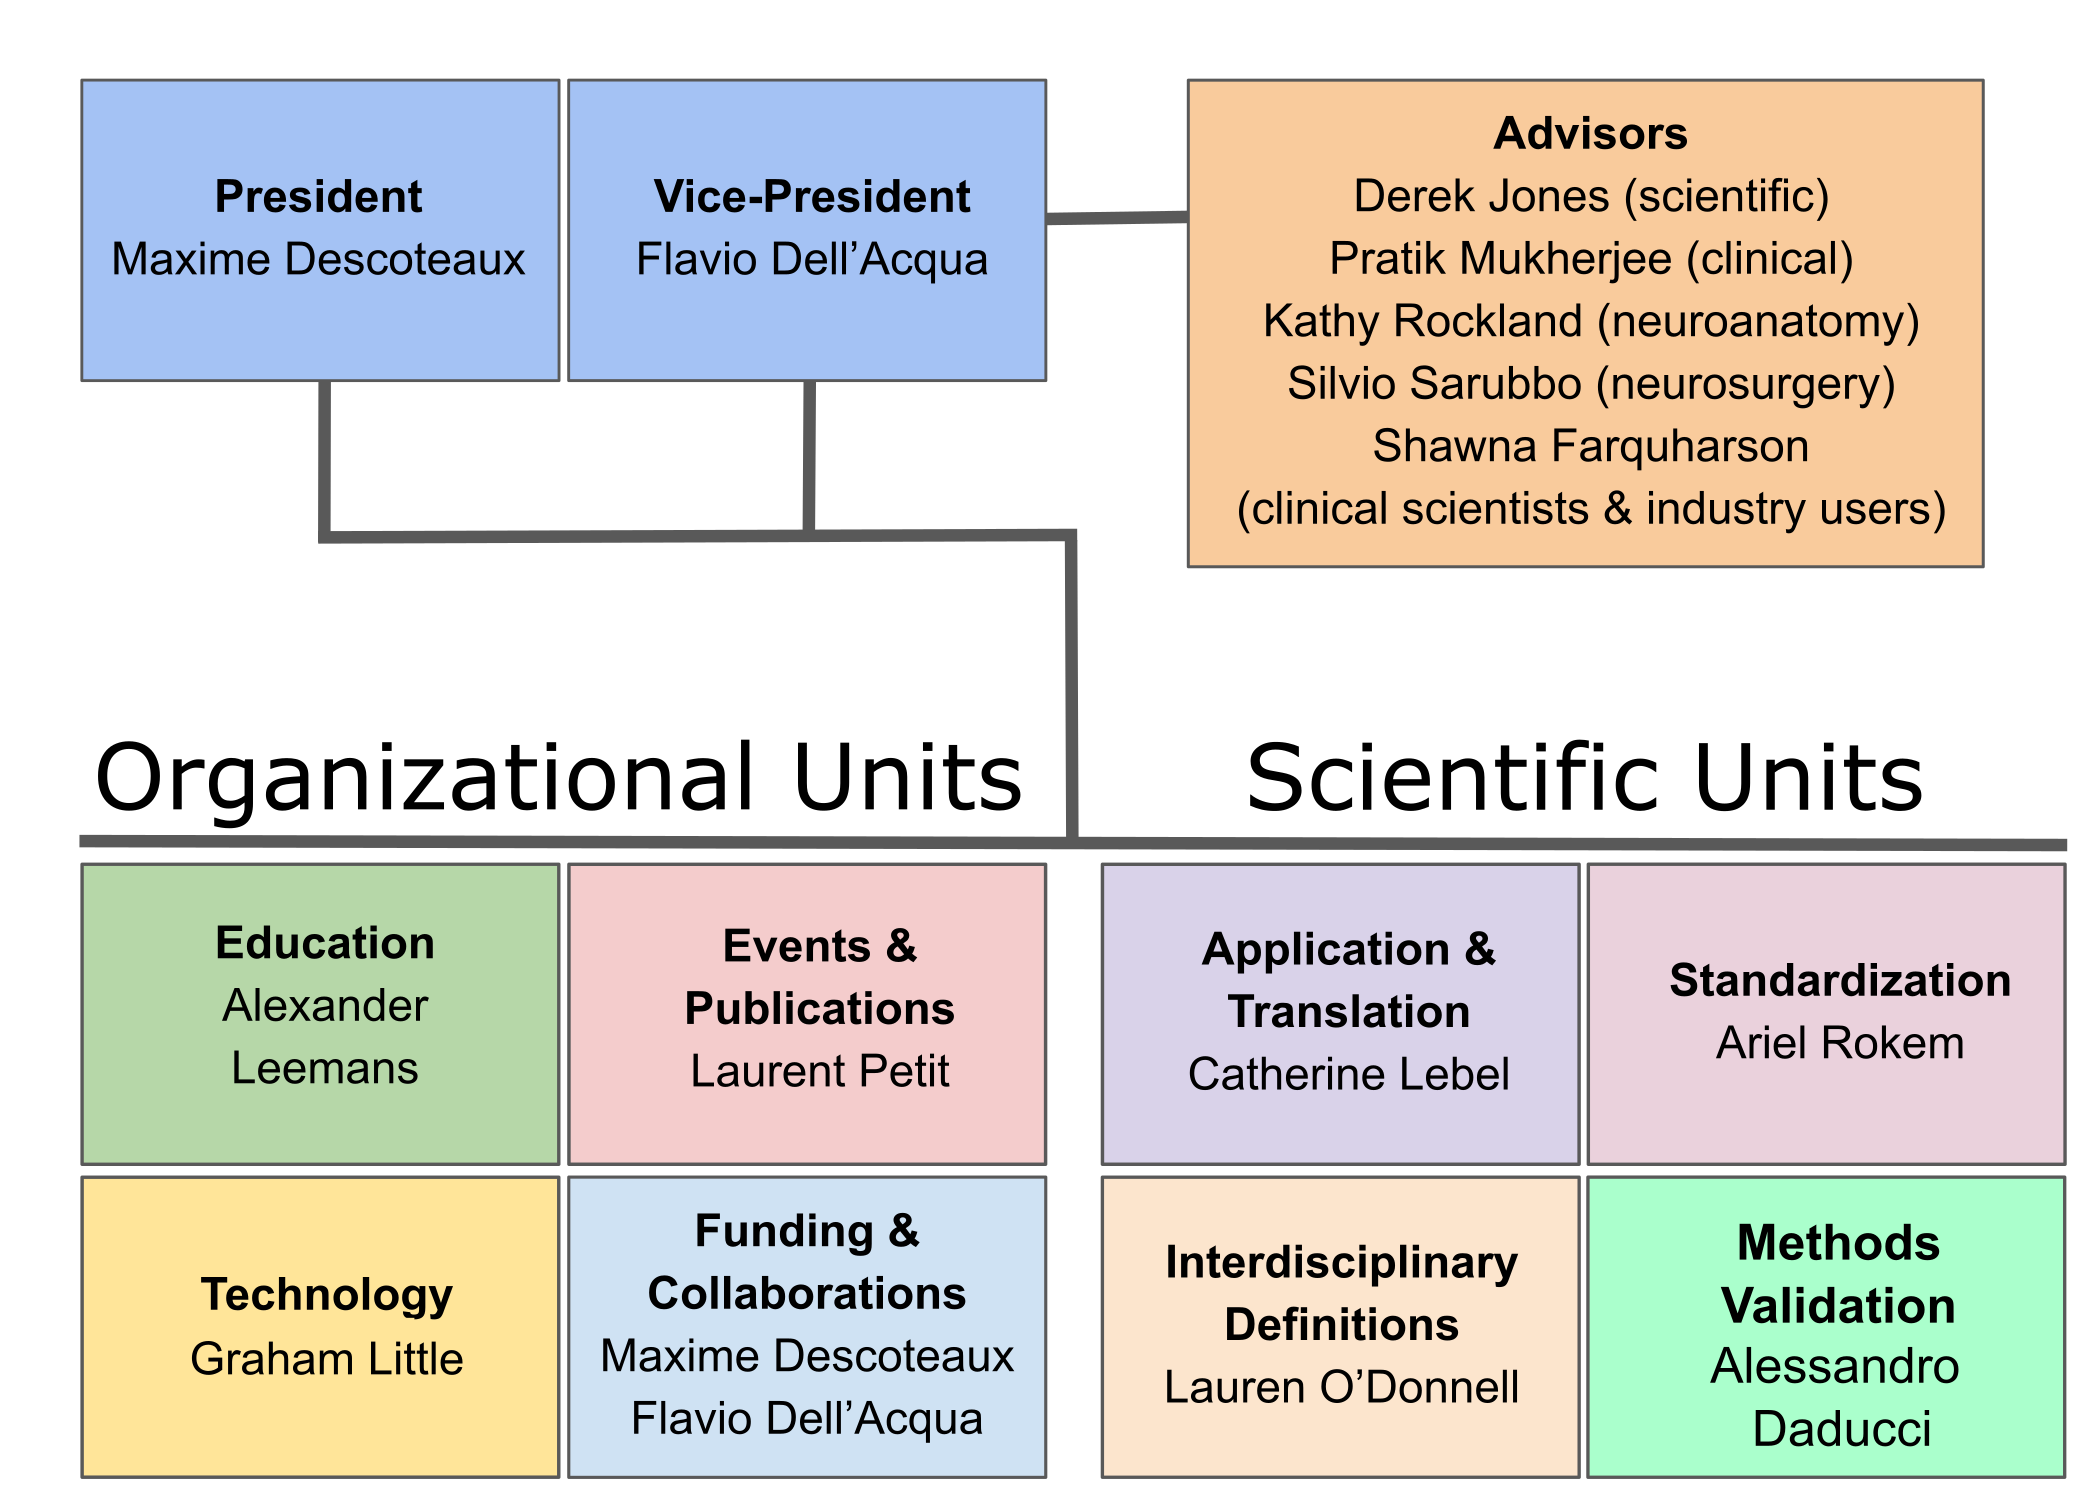 President
Maxime Descoteaux
Vice-President
Flavio Dell’Acqua
Advisors
Derek Jones (scientific)
Pratik Mukherjee (clinical)
Kathy Rockland (neuroanatomy)
Silvio Sarubbo (neurosurgery)
Shawna Farquharson
(clinical scientists & industry users)
Organizational Units
Scientific Units
Education
Alexander
Leemans
Events &
Publications
Laurent Petit
Application &
Translation
Catherine Lebel
Standardization
Ariel Rokem
Technology
Graham Little
Funding &
Collaborations
Maxime Descoteaux
Flavio Dell’Acqua
Interdisciplinary
Definitions
Lauren O’Donnell
Methods
Validation
Alessandro
Daducci